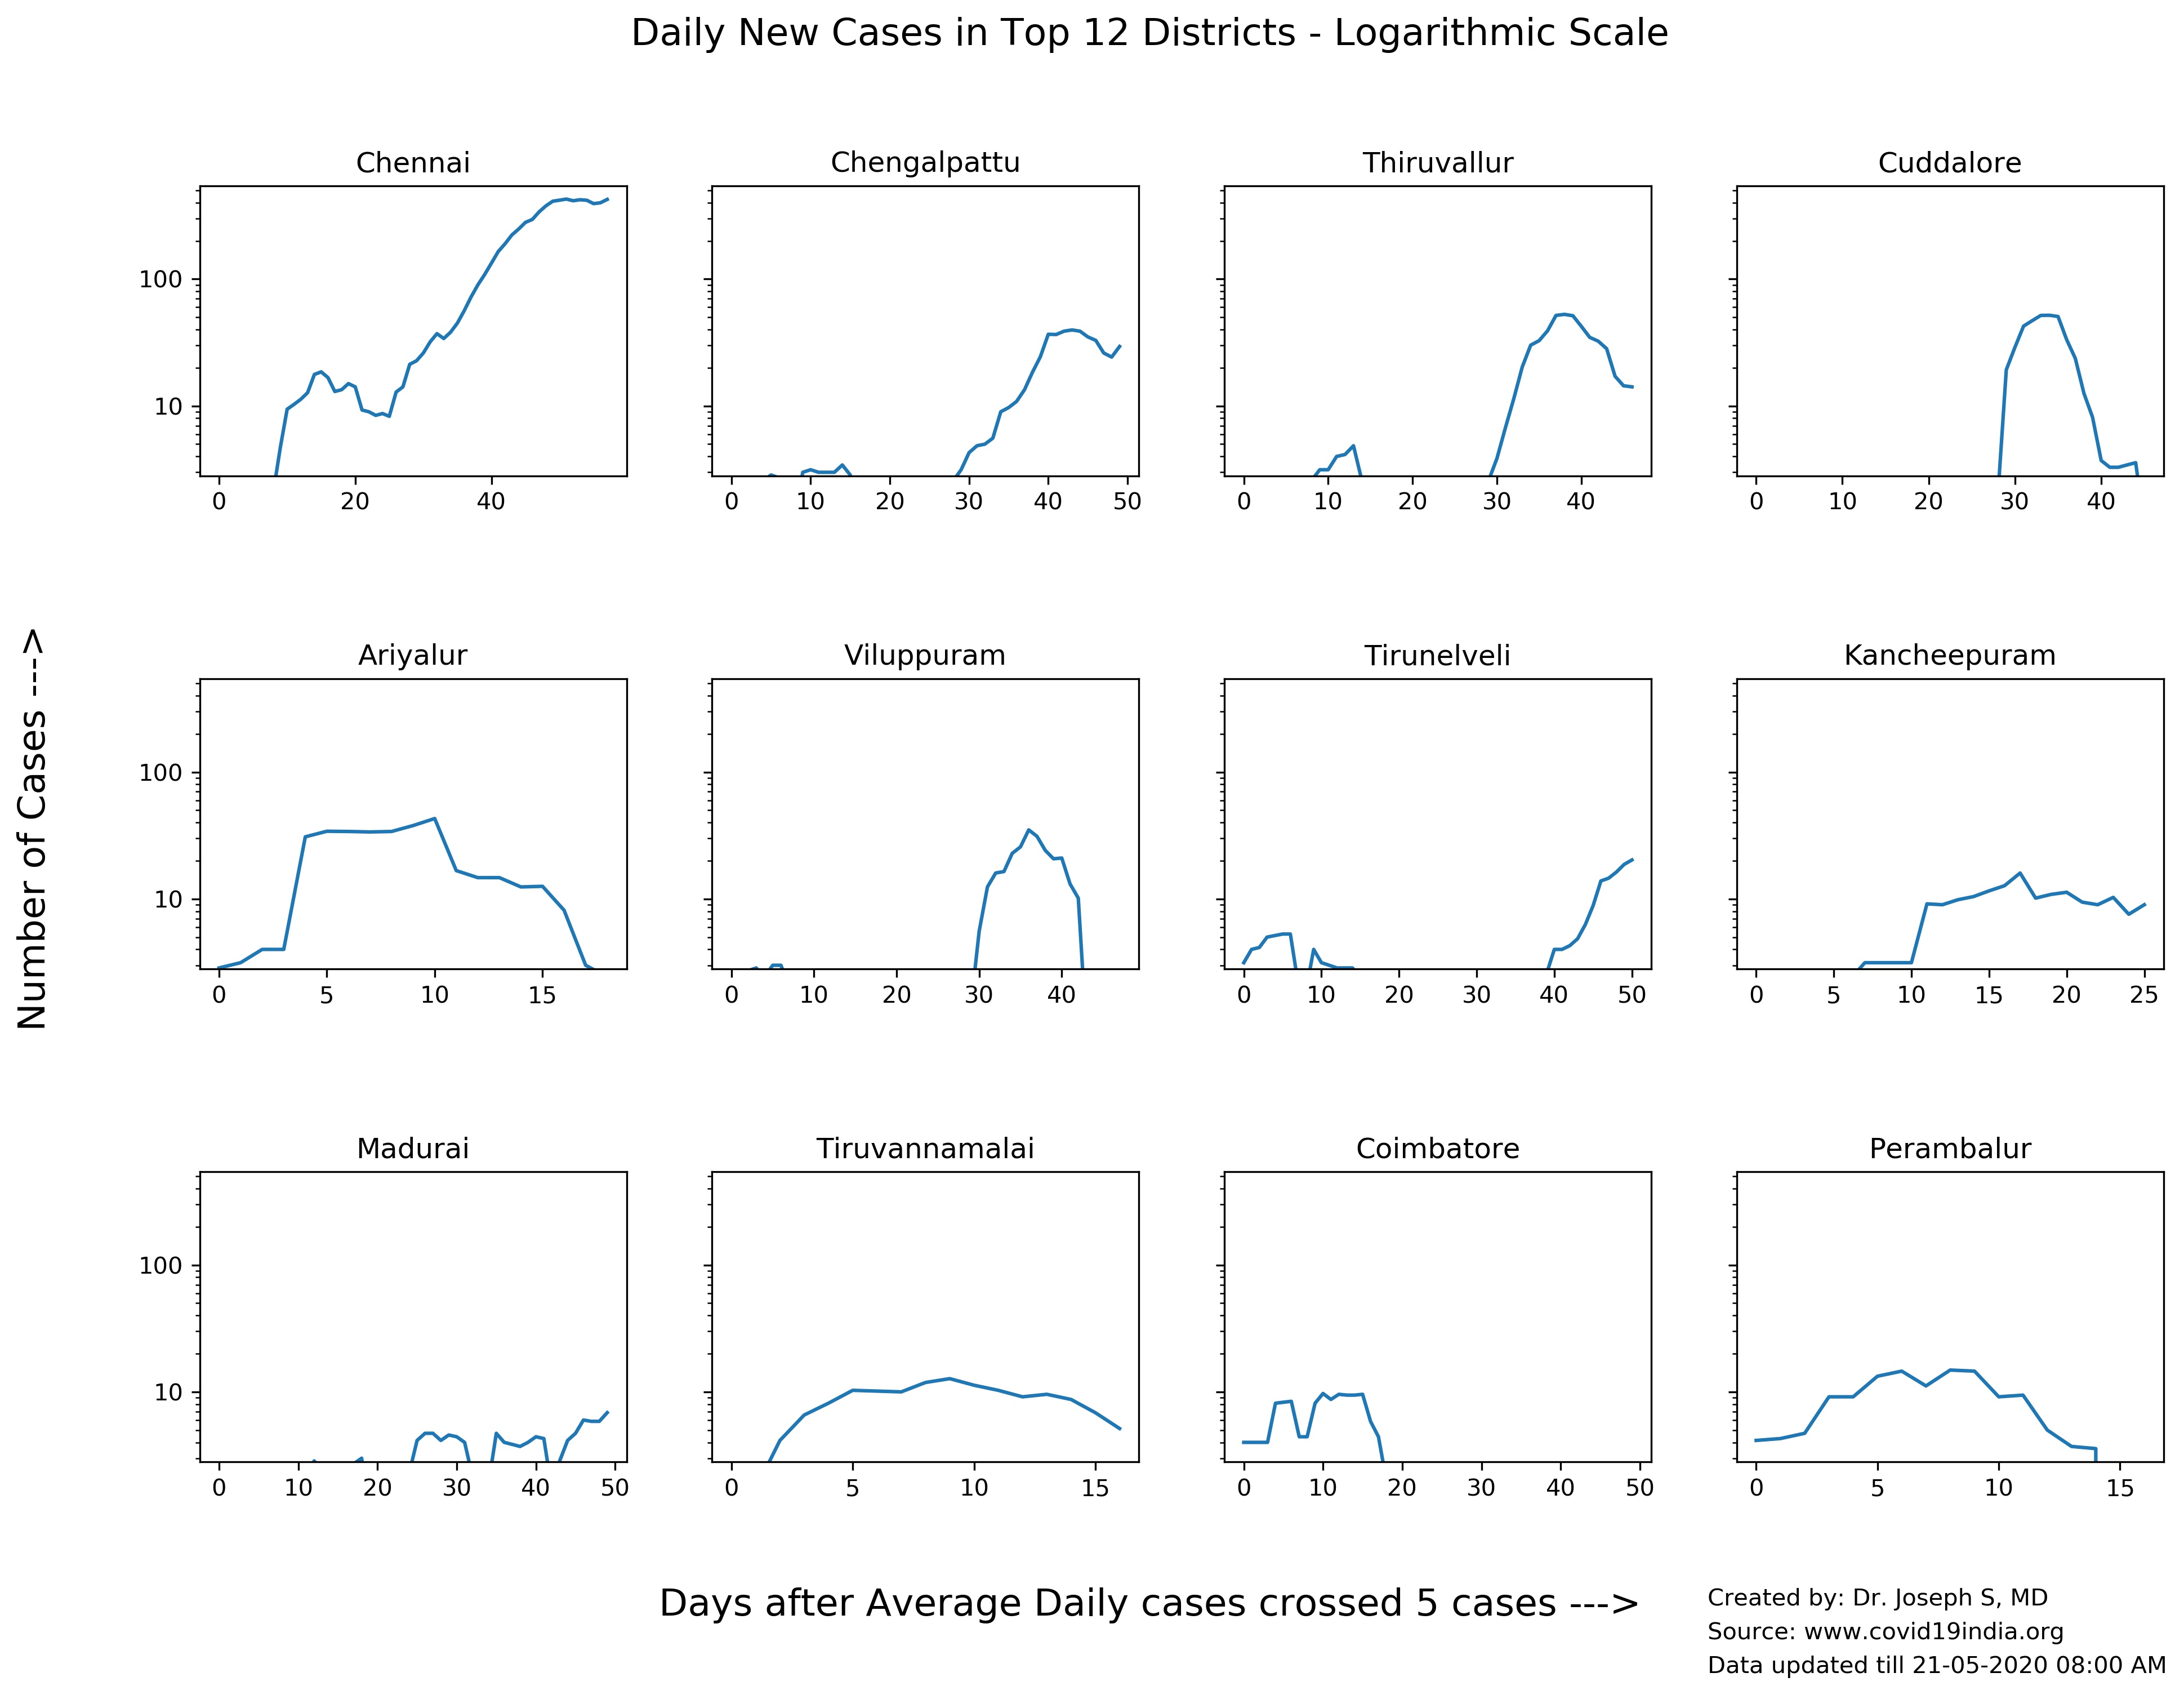 Daily New Cases in Top 12 Districts - Logarithmic Scale
Chennai
Chengalpattu
Thiruvallur
Cuddalore
100
10
0 20 40
0 10 20 30 40 50
0 10 20 30 40
0 10 20 30 40
Number of Cases --->
Ariyalur
Viluppuram
Tirunelveli
Kancheepuram
100
10
0 5 10 15
0 10 20 30 40
0 10 20 30 40 50
0 5 10 15 20 25
Madurai
Tiruvannamalai
Coimbatore
Perambalur
100
10
0 10 20 30 40 50
0 5 10 15
0 10 20 30 40 50
0 5 10 15
Days after Average Daily cases crossed 5 cases --->
Created by: Dr. Joseph S, MD
Source: www.covid19india.org
Data updated till 21-05-2020 08:00 AM